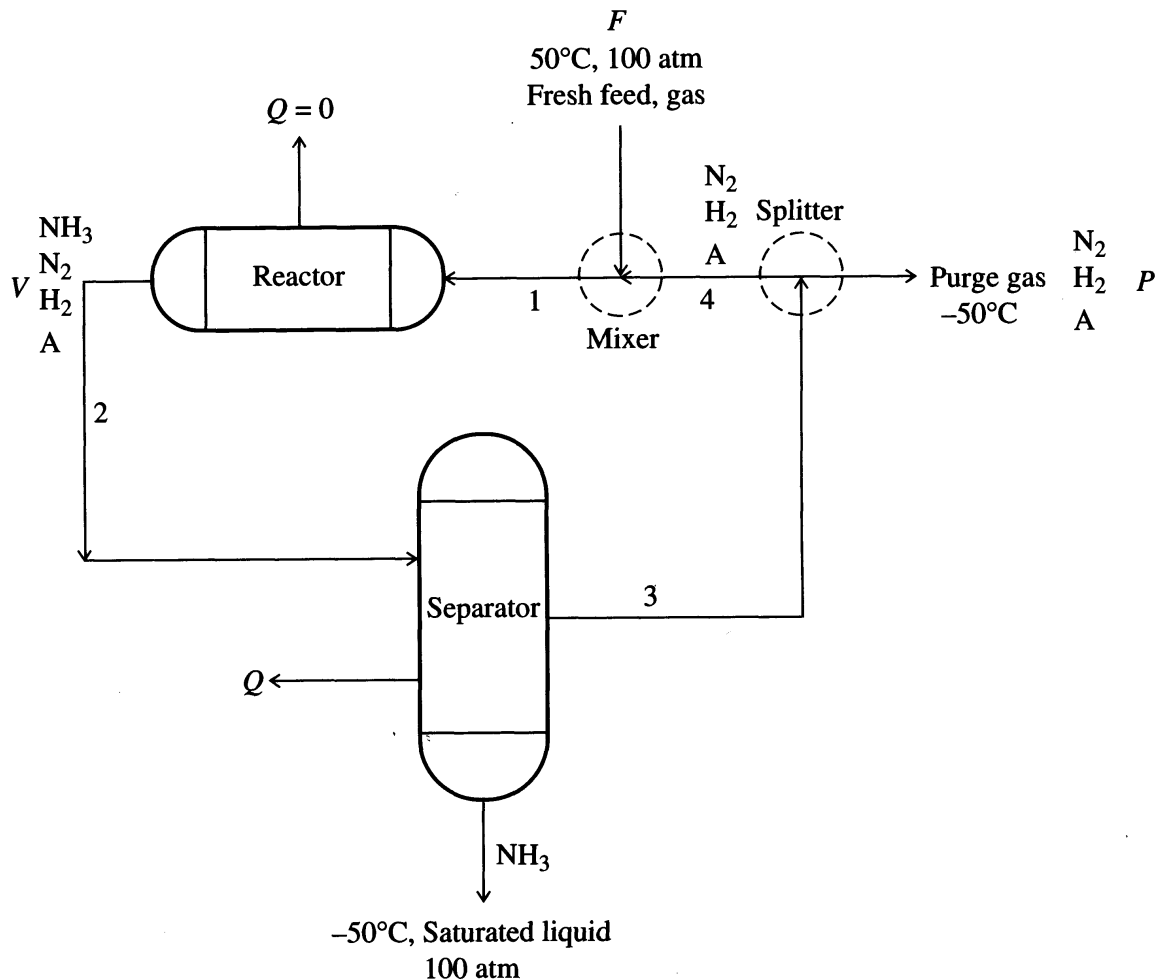 F
50°C, 100 atm
Fresh feed, gas
Q = 0
N₂
H₂
A
Splitter
NH₃
N₂
H₂
A
V
Reactor
1
Mixer
4
Purge gas
–50°C
N₂
H₂
A
P
2
Separator
3
Q
NH₃
–50°C, Saturated liquid
100 atm